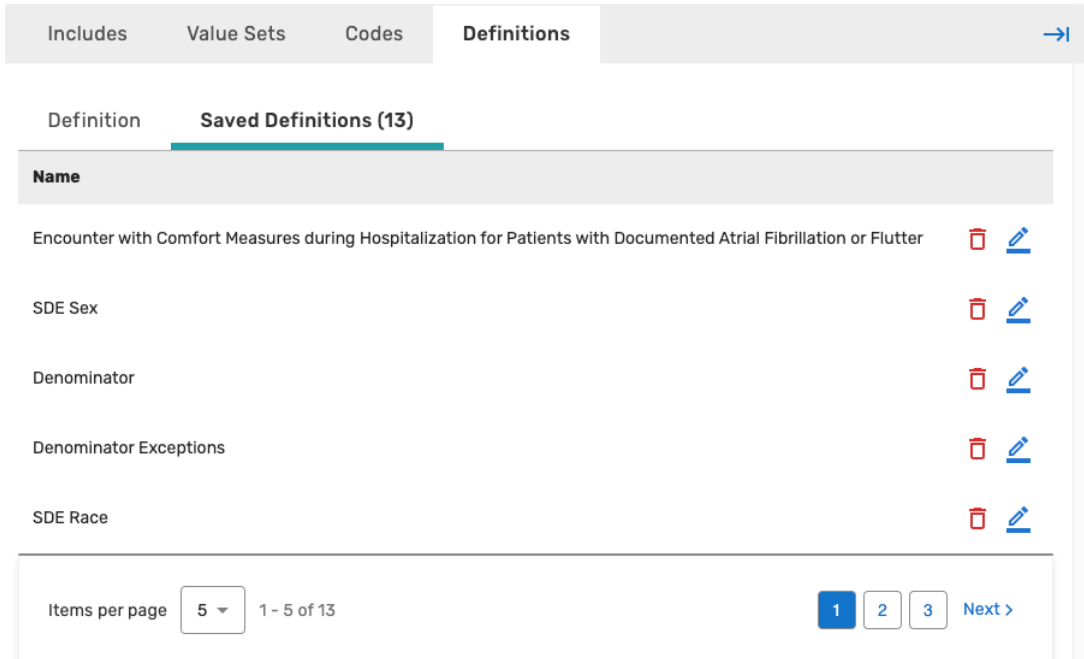 Includes Value Sets Codes Definitions
Definition Saved Definitions (13)
Name
Encounter with Comfort Measures during Hospitalization for Patients with Documented Atrial Fibrillation or Flutter
SDE Sex
Denominator
Denominator Exceptions
SDE Race
Items per page 5 1 - 5 of 13 1 2 3 Next >